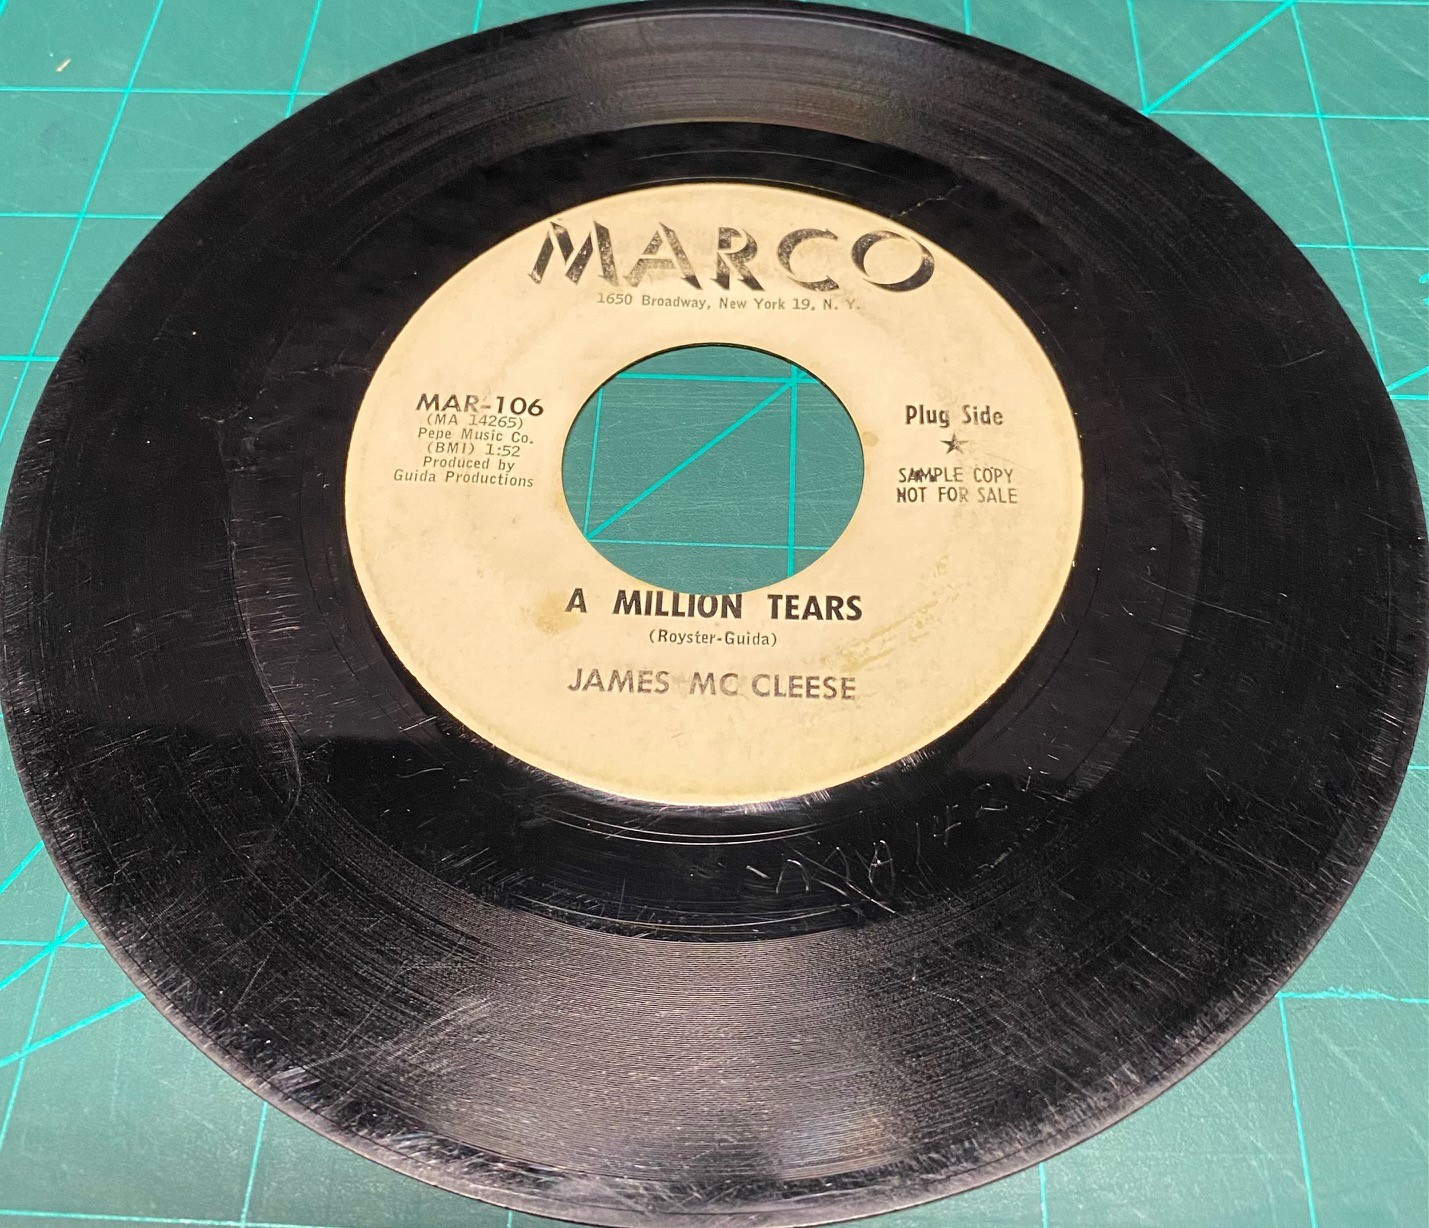 MARCO
1650 Broadway, New York 19, N. Y.
MAR-106
(MA 14265)
Pepe Music Co.
(BMI) 1:52
Produced by
Guida Productions
Plug Side
SAMPLE COPY
NOT FOR SALE
A MILLION TEARS
(Royster-Guida)
JAMES MC CLEESE